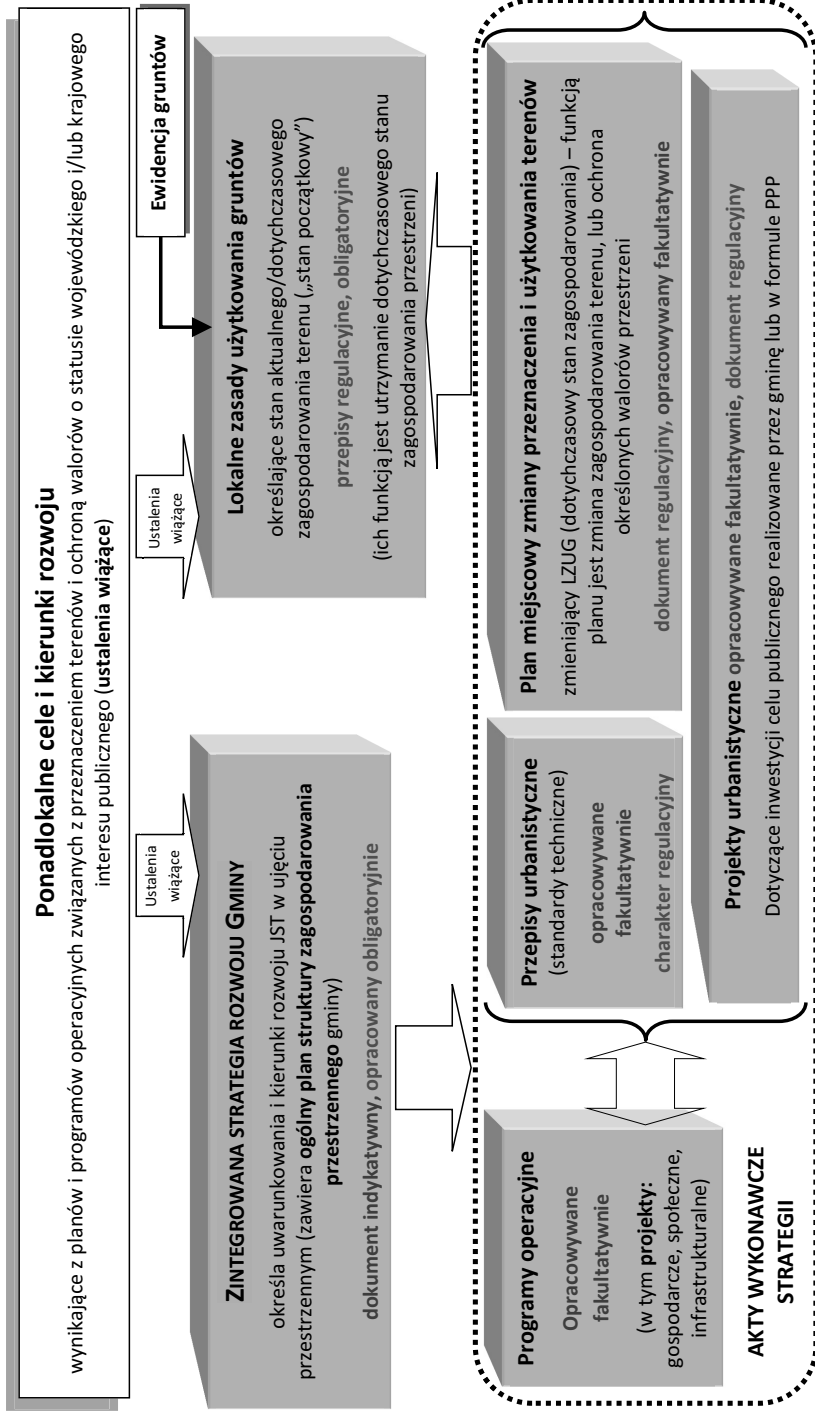 Ponadlokalne cele i kierunki rozwoju
wynikające z planów i programów operacyjnych związanych z przeznaczeniem terenów i ochroną walorów o statusie wojewódzkiego i/lub krajowego
interesu publicznego (ustalenia wiążące)
Ustalenia
wiążące
Ustalenia
wiążące
Ewidencja gruntów
ZINTEGROWANA STRATEGIA ROZWOJU GMINY
określa uwarunkowania i kierunki rozwoju JST w ujęciu
przestrzennym (zawiera ogólny plan struktury zagospodarowania
przestrzennego gminy)
dokument indykatywny, opracowany obligatoryjnie
Lokalne zasady użytkowania gruntów
określające stan aktualnego/dotychczasowego
zagospodarowania terenu („stan początkowy”)
przepisy regulacyjne, obligatoryjne
(ich funkcją jest utrzymanie dotychczasowego stanu
zagospodarowania przestrzeni)
Programy operacyjne
Opracowywane
fakultatywnie
(w tym projekty:
gospodarcze, społeczne,
infrastrukturalne)
AKTY WYKONAWCZE
STRATEGII
Przepisy urbanistyczne
(standardy techniczne)
opracowywane
fakultatywnie
charakter regulacyjny
Plan miejscowy zmiany przeznaczenia i użytkowania terenów
zmieniający LZUG (dotychczasowy stan zagospodarowania) – funkcją
planu jest zmiana zagospodarowania terenu, lub ochrona
określonych walorów przestrzeni
dokument regulacyjny, opracowywany fakultatywnie
Projekty urbanistyczne opracowywane fakultatywnie, dokument regulacyjny
Dotyczące inwestycji celu publicznego realizowane przez gminę lub w formule PPP